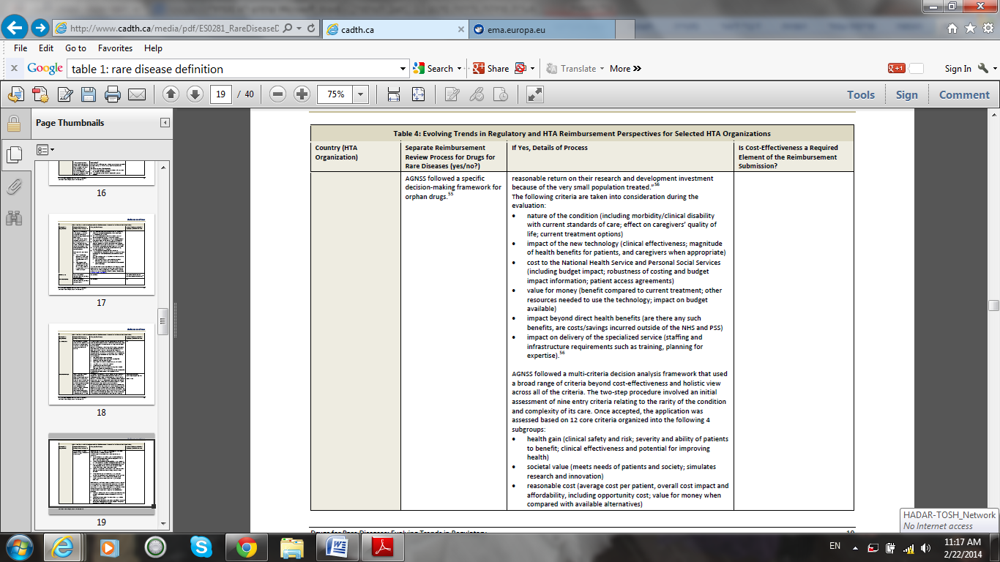 http://www.cadth.ca/media/pdf/ES0281_RareDiseaseD
cadth.ca
ema.europa.eu
File Edit Go to Favorites Help
x Google table 1: rare disease definition Search Share Translate More »
+1 Sign In
19 / 40 75% Tools Sign Comment
Page Thumbnails
16
17
18
19
Table 4: Evolving Trends in Regulatory and HTA Reimbursement Perspectives for Selected HTA Organizations
Country (HTA
Organization)
Separate Reimbursement
Review Process for Drugs for
Rare Diseases (yes/no?)
If Yes, Details of Process
Is Cost-Effectiveness a Required
Element of the Reimbursement
Submission?
AGNSS followed a specific
decision-making framework for
orphan drugs.55
reasonable return on their research and development investment
because of the very small population treated."56
The following criteria are taken into consideration during the
evaluation:
• nature of the condition (including morbidity/clinical disability
with current standards of care; effect on caregivers' quality of
life; current treatment options)
• impact of the new technology (clinical effectiveness; magnitude
of health benefits for patients, and caregivers when appropriate)
• cost to the National Health Service and Personal Social Services
(including budget impact; robustness of costing and budget
impact information; patient access agreements)
• value for money (benefit compared to current treatment; other
resources needed to use the technology; impact on budget
available)
• impact beyond direct health benefits (are there any such
benefits, are costs/savings incurred outside of the NHS and PSS)
• impact on delivery of the specialized service (staffing and
infrastructure requirements such as training, planning for
expertise).56
AGNSS followed a multi-criteria decision analysis framework that used
a broad range of criteria beyond cost-effectiveness and holistic view
across all of the criteria. The two-step procedure involved an initial
assessment of nine entry criteria relating to the rarity of the condition
and complexity of its care. Once accepted, the application was
assessed based on 12 core criteria organized into the following 4
subgroups:
• health gain (clinical safety and risk; severity and ability of patients
to benefit; clinical effectiveness and potential for improving
health)
• societal value (meets needs of patients and society; simulates
research and innovation)
• reasonable cost (average cost per patient, overall cost impact and
affordability, including opportunity cost; value for money when
compared with available alternatives)
Drugs for Rare Diseases: Evolving Trends in Regulatory
HADAR-TOSH_Network
No Internet access
EN
11:17 AM
2/22/2014